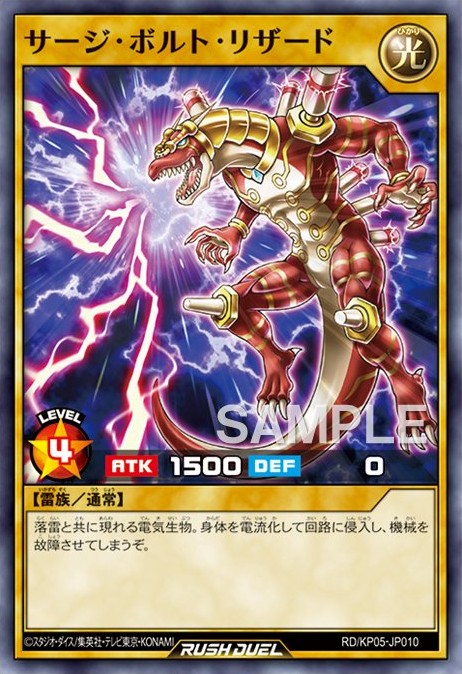 サージ・ボルト・リザード
ひかり
光
SAMPLE
LEVEL
4
ATK 1500 DEF 0
【雷族/通常】
落雷と共に現れる電気生物。身体を電流化して回路に侵入し、機械を
故障させてしまうぞ。
©スタジオ・ダイス/集英社・テレビ東京・KONAMI
RUSH DUEL
RD/KP05-JP010